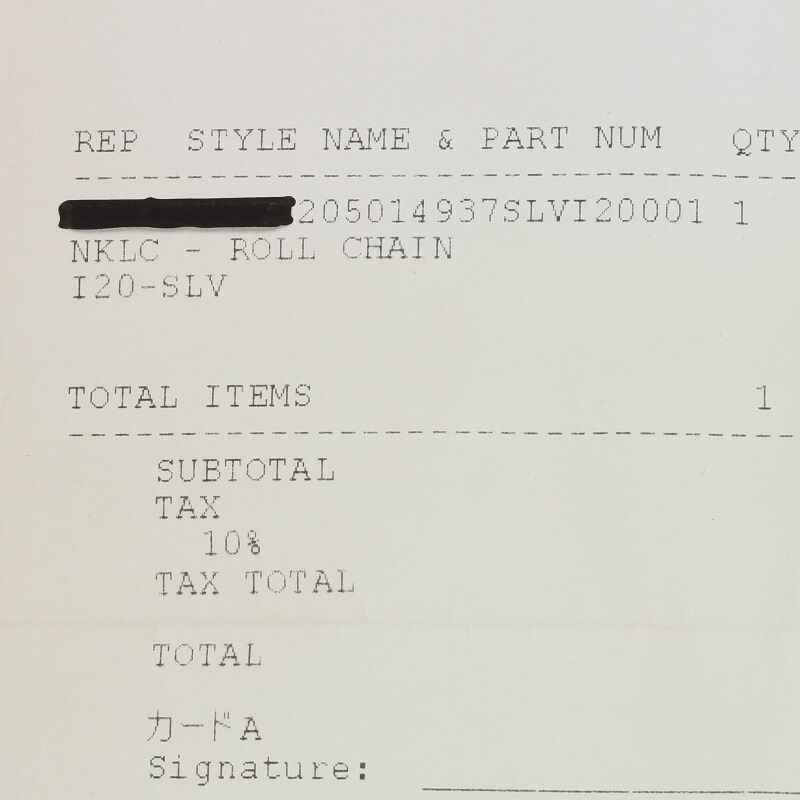 REP STYLE NAME & PART NUM QTY
205014937SLVI20001 1
NKLC - ROLL CHAIN
I20-SLV
TOTAL ITEMS 1
SUBTOTAL
TAX
10%
TAX TOTAL
TOTAL
カードA
Signature: